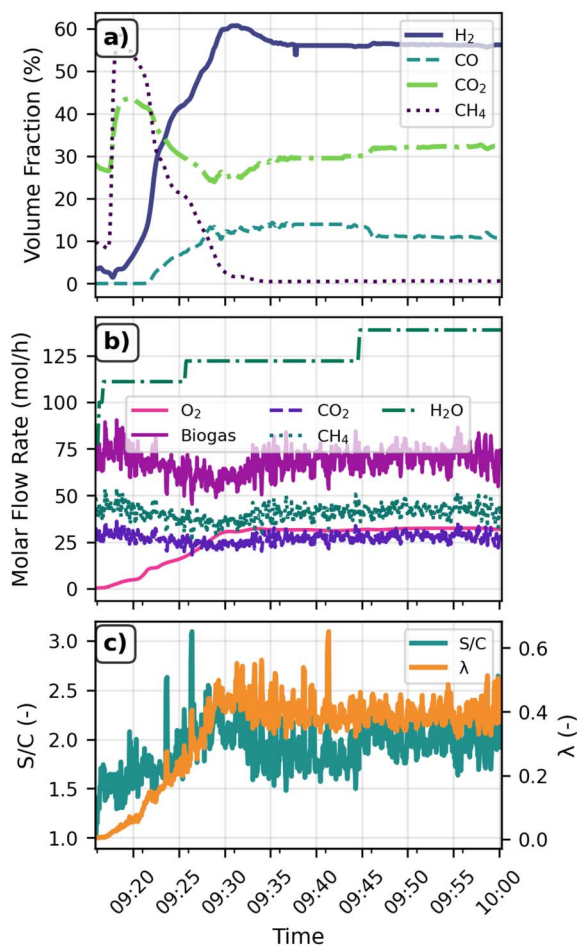 a)
60
50
40
30
20
10
0
Volume Fraction (%)
H₂
CO
CO₂
CH₄
b)
125
100
75
50
25
0
Molar Flow Rate (mol/h)
O₂ CO₂ H₂O
Biogas CH₄
c)
3.0
2.5
2.0
1.5
1.0
S/C (-)
S/C
λ
0.6
0.4
0.2
0.0
λ (-)
09:20 09:25 09:30 09:35 09:40 09:45 09:50 09:55 10:00
Time